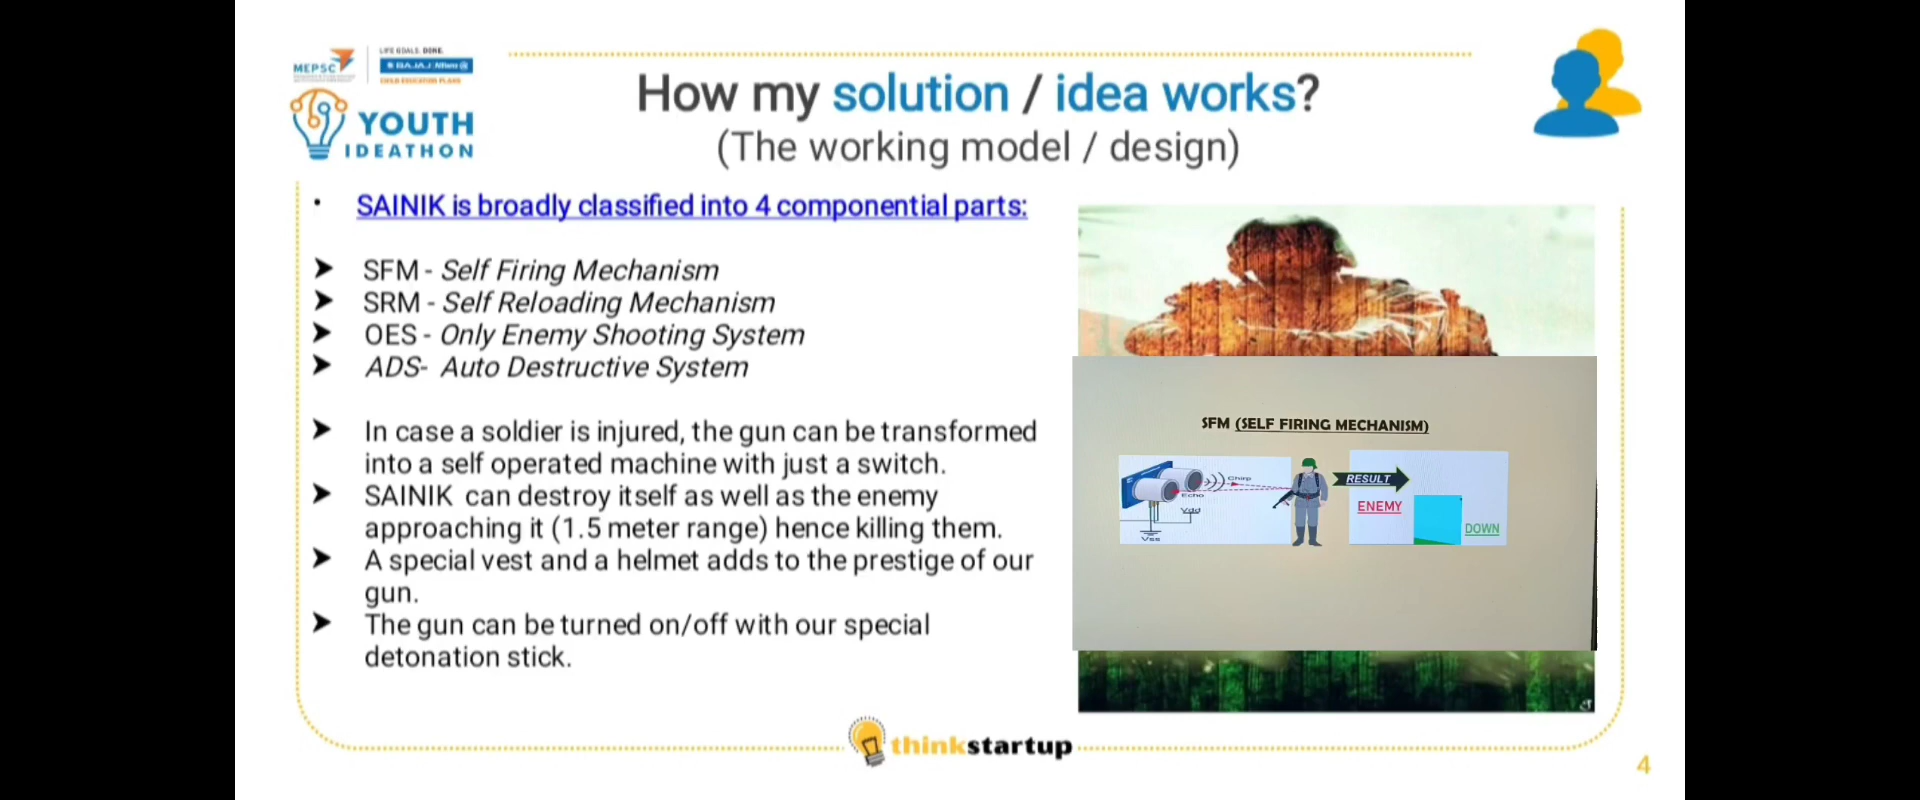 MEPSC
LIFE GOALS. DONE.
BAJAJ Allianz
CHILD EDUCATION PLANS
YOUTH
IDEATHON
How my solution / idea works?
(The working model / design)
• SAINIK is broadly classified into 4 componential parts:
➤ SFM - Self Firing Mechanism
➤ SRM - Self Reloading Mechanism
➤ OES - Only Enemy Shooting System
➤ ADS- Auto Destructive System
➤ In case a soldier is injured, the gun can be transformed
into a self operated machine with just a switch.
➤ SAINIK can destroy itself as well as the enemy
approaching it (1.5 meter range) hence killing them.
➤ A special vest and a helmet adds to the prestige of our
gun.
➤ The gun can be turned on/off with our special
detonation stick.
SFM (SELF FIRING MECHANISM)
Chirp
Echo
Vdd
Vss
RESULT
ENEMY
DOWN
thinkstartup
4